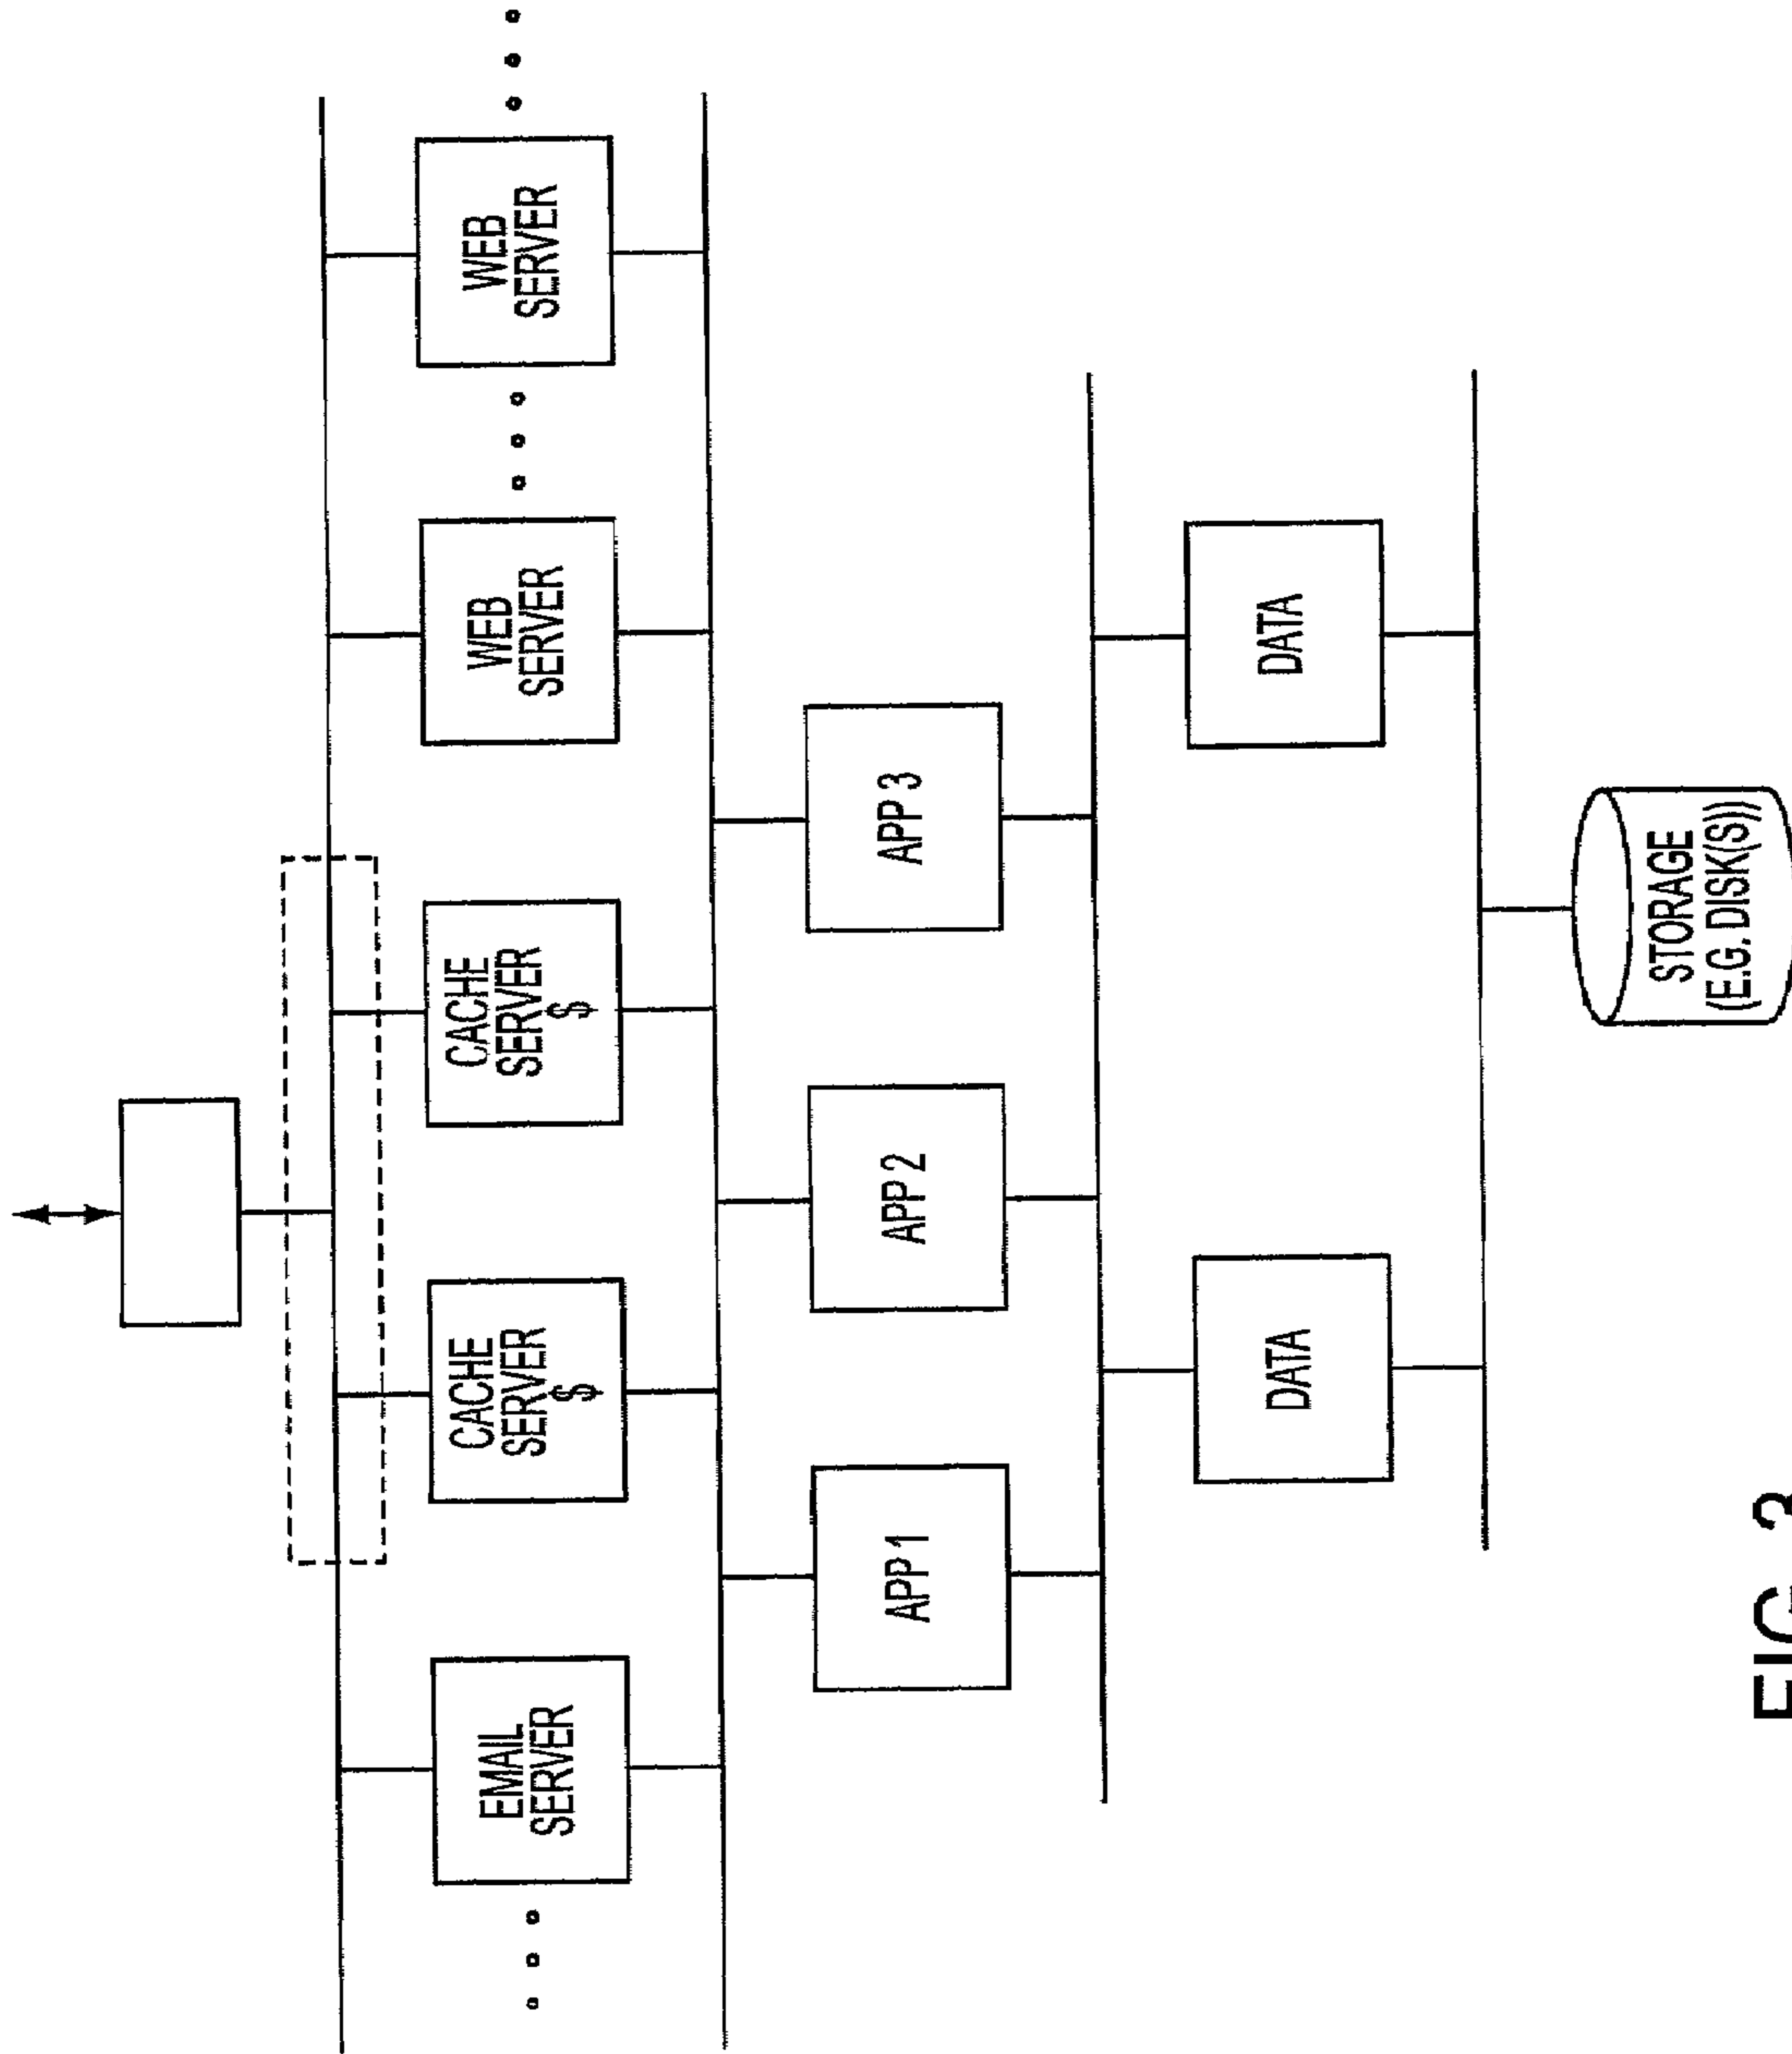 EMAIL
SERVER
CACHE
SERVER
$
CACHE
SERVER
$
WEB
SERVER
WEB
SERVER
APP 1
APP 2
APP 3
DATA
DATA
STORAGE
(E.G. DISK(S))
FIG. 3